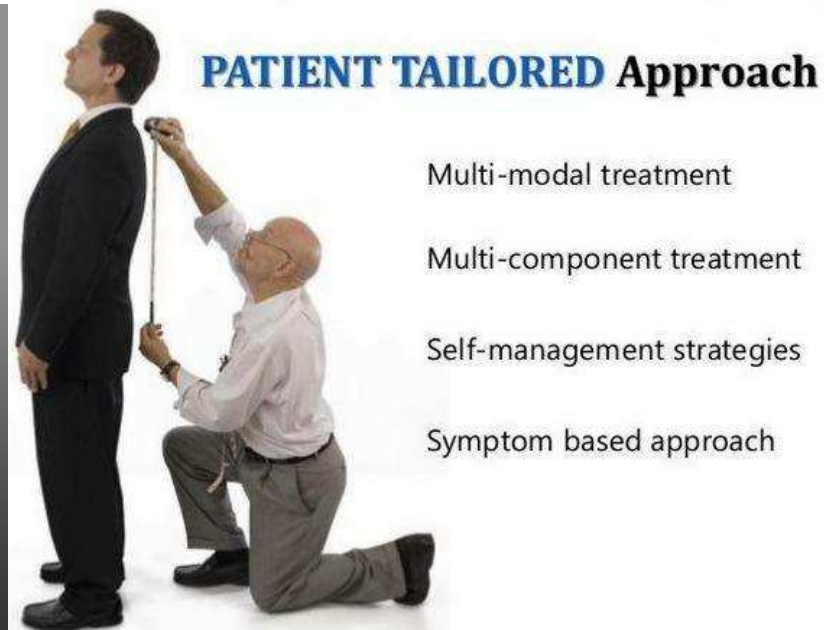 PATIENT TAILORED Approach
Multi-modal treatment
Multi-component treatment
Self-management strategies
Symptom based approach